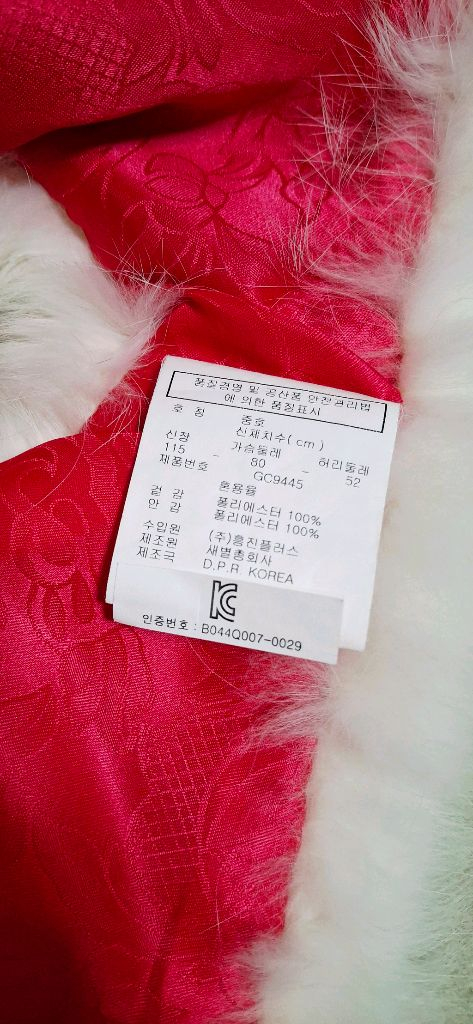 품질경영 및 공산품 안전관리법
에 의한 품질표시
호 칭 중호
신체치수(cm)
신장 가슴둘레 허리둘레
115 - 80 - 52
제품번호 GC9445
혼용율
겉 감 폴리에스터 100%
안 감 폴리에스터 100%
수입원 (주)흥진플러스
제조원 새별총회사
제조국 D.P.R. KOREA
KC
인증번호 : B044Q007-0029